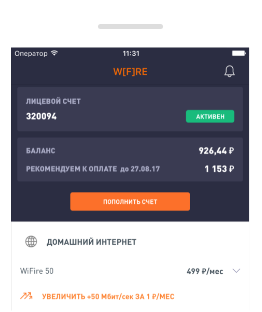 Оператор 11:31
W[F]RE
ЛИЦЕВОЙ СЧЕТ
320094 АКТИВЕН
БАЛАНС 926,44 ₽
РЕКОМЕНДУЕМ К ОПЛАТЕ до 27.08.17 1 153 ₽
ПОПОЛНИТЬ СЧЕТ
ДОМАШНИЙ ИНТЕРНЕТ
WiFire 50 499 ₽/мес
УВЕЛИЧИТЬ +50 Мбит/сек ЗА 1 ₽/МЕС